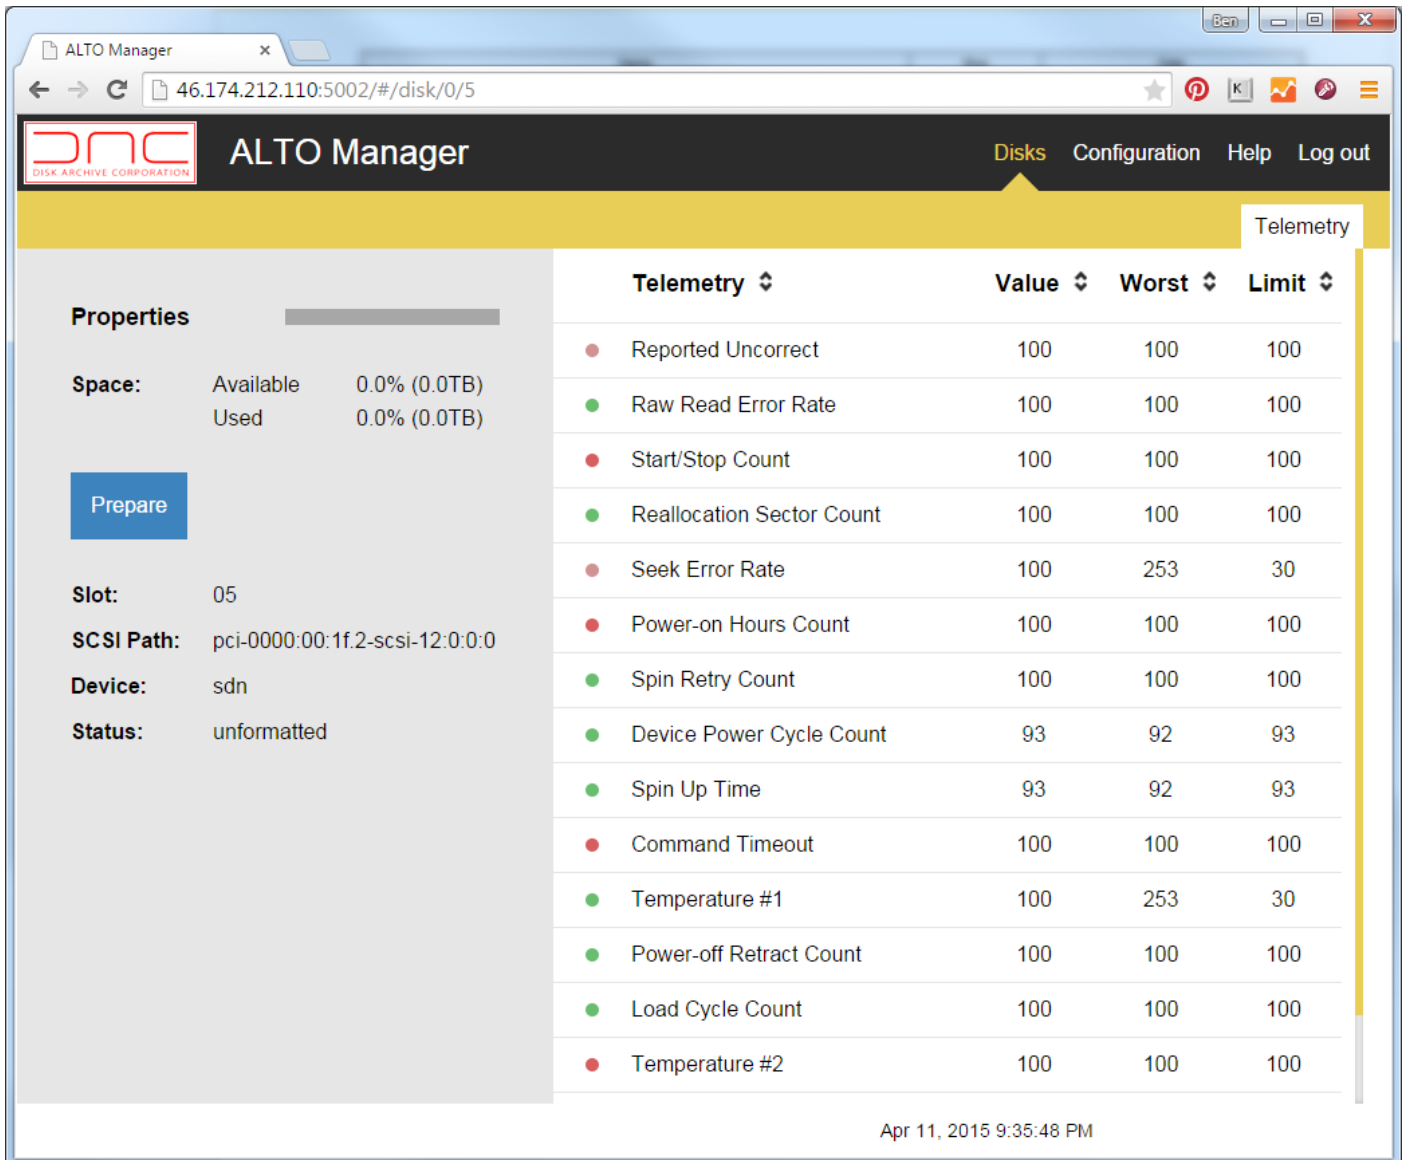 Ben
ALTO Manager
46.174.212.110:5002/#/disk/0/5
K
DISK ARCHIVE CORPORATION
ALTO Manager
Disks Configuration Help Log out
Telemetry
Properties
Space: Available 0.0% (0.0TB)
Used 0.0% (0.0TB)
Prepare
Slot: 05
SCSI Path: pci-0000:00:1f.2-scsi-12:0:0:0
Device: sdn
Status: unformatted
Telemetry Value Worst Limit
Reported Uncorrect 100 100 100
Raw Read Error Rate 100 100 100
Start/Stop Count 100 100 100
Reallocation Sector Count 100 100 100
Seek Error Rate 100 253 30
Power-on Hours Count 100 100 100
Spin Retry Count 100 100 100
Device Power Cycle Count 93 92 93
Spin Up Time 93 92 93
Command Timeout 100 100 100
Temperature #1 100 253 30
Power-off Retract Count 100 100 100
Load Cycle Count 100 100 100
Temperature #2 100 100 100
Apr 11, 2015 9:35:48 PM